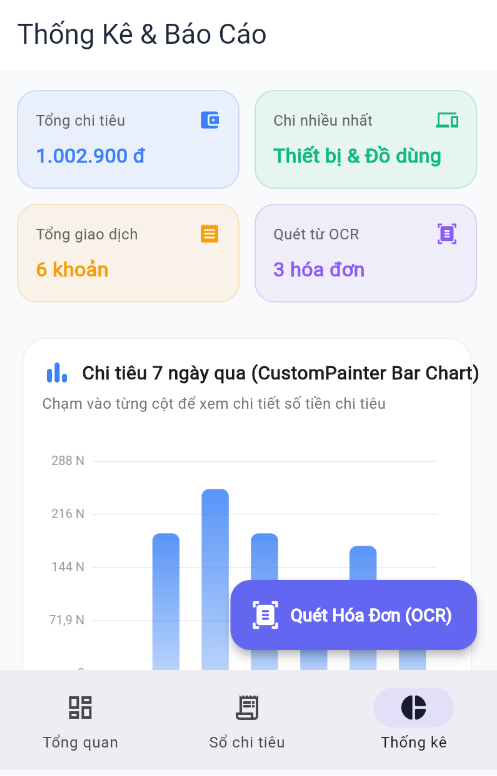 Thống Kê & Báo Cáo
Tổng chi tiêu
1.002.900 đ
Chi nhiều nhất
Thiết bị & Đồ dùng
Tổng giao dịch
6 khoản
Quét từ OCR
3 hóa đơn
Chi tiêu 7 ngày qua (CustomPainter Bar Chart)
Chạm vào từng cột để xem chi tiết số tiền chi tiêu
288 N
216 N
144 N
71,9 N
Quét Hóa Đơn (OCR)
Tổng quan
Sổ chi tiêu
Thống kê